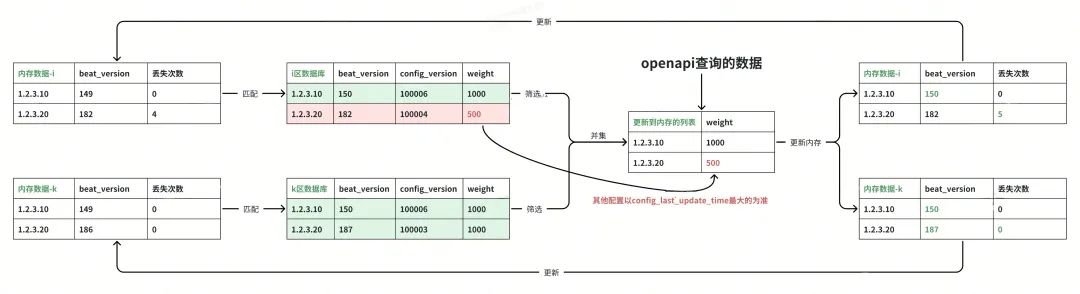 更新
内存数据-i beat_version 丢失次数
1.2.3.10 149 0
1.2.3.20 182 4
匹配
i区数据库 beat_version config_version weight
1.2.3.10 150 100006 1000
1.2.3.20 182 100004 500
筛选
openapi查询的数据
并集
更新到内存的列表 weight
1.2.3.10 1000
1.2.3.20 500
更新内存
其他配置以config_last_update_time最大的为准
内存数据-i beat_version 丢失次数
1.2.3.10 150 0
1.2.3.20 182 5
内存数据-k beat_version 丢失次数
1.2.3.10 149 0
1.2.3.20 186 0
匹配
k区数据库 beat_version config_version weight
1.2.3.10 150 100006 1000
1.2.3.20 187 100003 1000
筛选
内存数据-k beat_version 丢失次数
1.2.3.10 150 0
1.2.3.20 187 0
更新